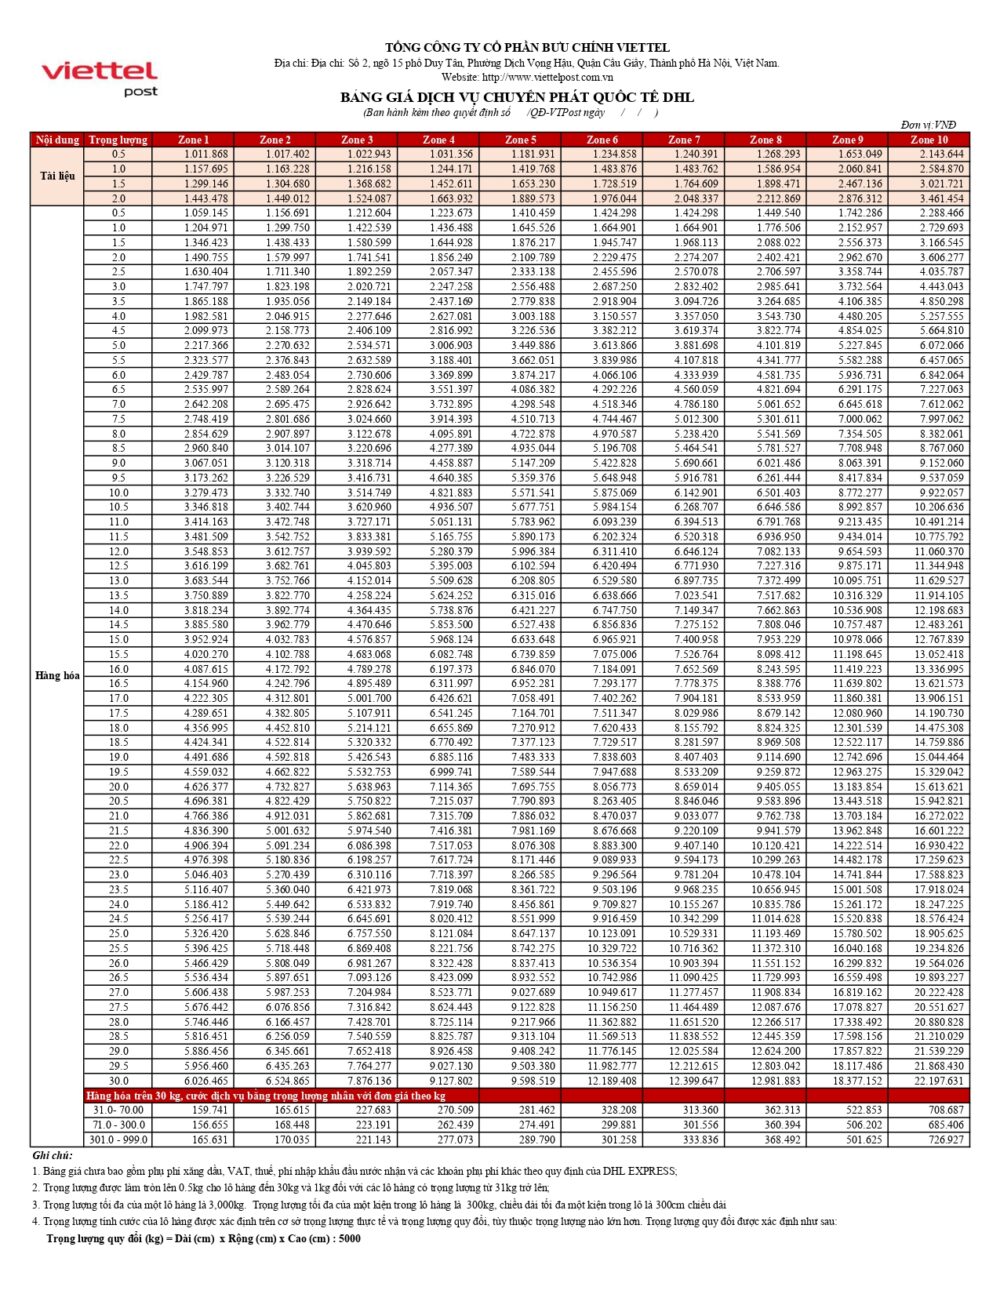 viettel
post
TỔNG CÔNG TY CỔ PHẦN BƯU CHÍNH VIETTEL
Địa chỉ: Địa chỉ: Số 2, ngõ 15 phố Duy Tân, Phường Dịch Vọng Hậu, Quận Cầu Giấy, Thành phố Hà Nội, Việt Nam.
Website: http://www.viettelpost.com.vn
BẢNG GIÁ DỊCH VỤ CHUYỂN PHÁT QUỐC TẾ DHL
(Ban hành kèm theo quyết định số /QĐ-VTPost ngày / / )
Đơn vị: VNĐ
Nội dung Trọng lượng Zone 1 Zone 2 Zone 3 Zone 4 Zone 5 Zone 6 Zone 7 Zone 8 Zone 9 Zone 10
Tài liệu
0.5 1.011.868 1.017.402 1.022.943 1.031.356 1.181.931 1.234.858 1.240.391 1.268.293 1.653.049 2.143.644
1.0 1.157.695 1.163.228 1.216.158 1.244.171 1.419.768 1.483.876 1.483.762 1.586.954 2.060.841 2.584.870
1.5 1.299.146 1.304.680 1.368.682 1.452.611 1.653.230 1.728.519 1.764.609 1.898.471 2.467.136 3.021.721
2.0 1.443.478 1.449.012 1.524.087 1.663.932 1.889.573 1.976.044 2.048.337 2.212.869 2.876.312 3.461.454
Hàng hóa
0.5 1.059.145 1.156.691 1.212.604 1.223.673 1.410.459 1.424.298 1.424.298 1.449.540 1.742.286 2.288.466
1.0 1.204.971 1.299.750 1.422.539 1.436.488 1.645.526 1.664.901 1.664.901 1.776.506 2.152.957 2.729.693
1.5 1.346.423 1.438.433 1.580.599 1.644.928 1.876.217 1.945.747 1.968.113 2.088.022 2.556.373 3.166.545
2.0 1.490.755 1.579.997 1.741.541 1.856.249 2.109.789 2.229.475 2.274.207 2.402.421 2.962.670 3.606.277
2.5 1.630.404 1.711.340 1.892.259 2.057.347 2.333.138 2.455.596 2.570.078 2.706.597 3.358.744 4.035.787
3.0 1.747.797 1.823.198 2.020.721 2.247.258 2.556.488 2.687.250 2.832.402 2.985.641 3.732.564 4.443.043
3.5 1.865.188 1.935.056 2.149.184 2.437.169 2.779.838 2.918.904 3.094.726 3.264.685 4.106.385 4.850.298
4.0 1.982.581 2.046.915 2.277.646 2.627.081 3.003.188 3.150.557 3.357.050 3.543.730 4.480.205 5.257.555
4.5 2.099.973 2.158.773 2.406.109 2.816.992 3.226.536 3.382.212 3.619.374 3.822.774 4.854.025 5.664.810
5.0 2.217.366 2.270.632 2.534.571 3.006.903 3.449.886 3.613.866 3.881.698 4.101.819 5.227.845 6.072.066
5.5 2.323.577 2.376.843 2.632.589 3.188.401 3.662.051 3.839.986 4.107.818 4.341.777 5.582.288 6.457.065
6.0 2.429.787 2.483.054 2.730.606 3.369.899 3.874.217 4.066.106 4.333.939 4.581.735 5.936.731 6.842.064
6.5 2.535.997 2.589.264 2.828.624 3.551.397 4.086.382 4.292.226 4.560.059 4.821.694 6.291.175 7.227.063
7.0 2.642.208 2.695.475 2.926.642 3.732.895 4.298.548 4.518.346 4.786.180 5.061.652 6.645.618 7.612.062
7.5 2.748.419 2.801.686 3.024.660 3.914.393 4.510.713 4.744.467 5.012.300 5.301.611 7.000.062 7.997.062
8.0 2.854.629 2.907.897 3.122.678 4.095.891 4.722.878 4.970.587 5.238.420 5.541.569 7.354.505 8.382.061
8.5 2.960.840 3.014.107 3.220.696 4.277.389 4.935.044 5.196.708 5.464.541 5.781.527 7.708.948 8.767.060
9.0 3.067.051 3.120.318 3.318.714 4.458.887 5.147.209 5.422.828 5.690.661 6.021.486 8.063.391 9.152.060
9.5 3.173.262 3.226.529 3.416.731 4.640.385 5.359.376 5.648.948 5.916.781 6.261.444 8.417.834 9.537.059
10.0 3.279.473 3.332.740 3.514.749 4.821.883 5.571.541 5.875.069 6.142.901 6.501.403 8.772.277 9.922.057
10.5 3.346.818 3.402.744 3.620.960 4.936.507 5.677.751 5.984.154 6.268.707 6.646.586 8.992.857 10.206.636
11.0 3.414.163 3.472.748 3.727.171 5.051.131 5.783.962 6.093.239 6.394.513 6.791.768 9.213.435 10.491.214
11.5 3.481.509 3.542.752 3.833.381 5.165.755 5.890.173 6.202.324 6.520.318 6.936.950 9.434.014 10.775.792
12.0 3.548.853 3.612.757 3.939.592 5.280.379 5.996.384 6.311.410 6.646.124 7.082.133 9.654.593 11.060.370
12.5 3.616.199 3.682.761 4.045.803 5.395.003 6.102.594 6.420.494 6.771.930 7.227.316 9.875.171 11.344.948
13.0 3.683.544 3.752.766 4.152.014 5.509.628 6.208.805 6.529.580 6.897.735 7.372.499 10.095.751 11.629.527
13.5 3.750.889 3.822.770 4.258.224 5.624.252 6.315.016 6.638.666 7.023.541 7.517.682 10.316.329 11.914.105
14.0 3.818.234 3.892.774 4.364.435 5.738.876 6.421.227 6.747.750 7.149.347 7.662.863 10.536.908 12.198.683
14.5 3.885.580 3.962.779 4.470.646 5.853.500 6.527.438 6.856.836 7.275.152 7.808.046 10.757.487 12.483.261
15.0 3.952.924 4.032.783 4.576.857 5.968.124 6.633.648 6.965.921 7.400.958 7.953.229 10.978.066 12.767.839
15.5 4.020.270 4.102.788 4.683.068 6.082.748 6.739.859 7.075.006 7.526.764 8.098.412 11.198.645 13.052.418
16.0 4.087.615 4.172.792 4.789.278 6.197.373 6.846.070 7.184.091 7.652.569 8.243.595 11.419.223 13.336.995
16.5 4.154.960 4.242.796 4.895.489 6.311.997 6.952.281 7.293.177 7.778.375 8.388.776 11.639.802 13.621.573
17.0 4.222.305 4.312.801 5.001.700 6.426.621 7.058.491 7.402.262 7.904.181 8.533.959 11.860.381 13.906.151
17.5 4.289.651 4.382.805 5.107.911 6.541.245 7.164.701 7.511.347 8.029.986 8.679.142 12.080.960 14.190.730
18.0 4.356.995 4.452.810 5.214.121 6.655.869 7.270.912 7.620.433 8.155.792 8.824.325 12.301.539 14.475.308
18.5 4.424.341 4.522.814 5.320.332 6.770.492 7.377.123 7.729.517 8.281.597 8.969.508 12.522.117 14.759.886
19.0 4.491.686 4.592.818 5.426.543 6.885.116 7.483.333 7.838.603 8.407.403 9.114.690 12.742.696 15.044.464
19.5 4.559.032 4.662.822 5.532.753 6.999.741 7.589.544 7.947.688 8.533.209 9.259.872 12.963.275 15.329.042
20.0 4.626.377 4.732.827 5.638.963 7.114.365 7.695.755 8.056.773 8.659.014 9.405.055 13.183.854 15.613.621
20.5 4.696.381 4.822.429 5.750.822 7.215.037 7.790.893 8.263.405 8.846.046 9.583.896 13.443.518 15.942.821
21.0 4.766.386 4.912.031 5.862.681 7.315.709 7.886.032 8.470.037 9.033.077 9.762.738 13.703.184 16.272.022
21.5 4.836.390 5.001.632 5.974.540 7.416.381 7.981.169 8.676.668 9.220.109 9.941.579 13.962.848 16.601.222
22.0 4.906.394 5.091.234 6.086.398 7.517.053 8.076.308 8.883.300 9.407.140 10.120.421 14.222.514 16.930.422
22.5 4.976.398 5.180.836 6.198.257 7.617.724 8.171.446 9.089.933 9.594.173 10.299.263 14.482.178 17.259.623
23.0 5.046.403 5.270.439 6.310.116 7.718.397 8.266.585 9.296.564 9.781.204 10.478.104 14.741.844 17.588.823
23.5 5.116.407 5.360.040 6.421.973 7.819.068 8.361.722 9.503.196 9.968.235 10.656.945 15.001.508 17.918.024
24.0 5.186.412 5.449.642 6.533.832 7.919.740 8.456.861 9.709.827 10.155.267 10.835.786 15.261.172 18.247.225
24.5 5.256.417 5.539.244 6.645.691 8.020.412 8.551.999 9.916.459 10.342.299 11.014.628 15.520.838 18.576.424
25.0 5.326.420 5.628.846 6.757.550 8.121.084 8.647.137 10.123.091 10.529.331 11.193.469 15.780.502 18.905.625
25.5 5.396.425 5.718.448 6.869.408 8.221.756 8.742.275 10.329.722 10.716.362 11.372.310 16.040.168 19.234.826
26.0 5.466.429 5.808.049 6.981.267 8.322.428 8.837.413 10.536.354 10.903.394 11.551.152 16.299.832 19.564.026
26.5 5.536.434 5.897.651 7.093.126 8.423.099 8.932.552 10.742.986 11.090.425 11.729.993 16.559.498 19.893.227
27.0 5.606.438 5.987.253 7.204.984 8.523.771 9.027.689 10.949.617 11.277.457 11.908.834 16.819.162 20.222.428
27.5 5.676.442 6.076.856 7.316.842 8.624.443 9.122.828 11.156.250 11.464.489 12.087.676 17.078.827 20.551.627
28.0 5.746.446 6.166.457 7.428.701 8.725.114 9.217.966 11.362.882 11.651.520 12.266.517 17.338.492 20.880.828
28.5 5.816.451 6.256.059 7.540.559 8.825.787 9.313.104 11.569.513 11.838.552 12.445.359 17.598.156 21.210.029
29.0 5.886.456 6.345.661 7.652.418 8.926.458 9.408.242 11.776.145 12.025.584 12.624.200 17.857.822 21.539.229
29.5 5.956.460 6.435.263 7.764.277 9.027.130 9.503.380 11.982.777 12.212.615 12.803.042 18.117.486 21.868.430
30.0 6.026.465 6.524.865 7.876.136 9.127.802 9.598.519 12.189.408 12.399.647 12.981.883 18.377.152 22.197.631
Hàng hóa trên 30 kg, cước dịch vụ bằng trọng lượng nhân với đơn giá theo kg
31.0- 70.00 159.741 165.615 227.683 270.509 281.462 328.208 313.360 362.313 522.853 708.687
71.0 - 300.0 156.655 168.448 223.191 262.439 274.491 299.881 301.556 360.394 506.202 685.406
301.0 - 999.0 165.631 170.035 221.143 277.073 289.790 301.258 333.836 368.492 501.625 726.927
Ghi chú:
1. Bảng giá chưa bao gồm phụ phí xăng dầu, VAT, thuế, phí nhập khẩu đầu nước nhận và các khoản phụ phí khác theo quy định của DHL EXPRESS;
2. Trọng lượng được làm tròn lên 0.5kg cho lô hàng đến 30kg và 1kg đối với các lô hàng có trọng lượng từ 31kg trở lên;
3. Trọng lượng tối đa của một lô hàng là 3,000kg. Trọng lượng tối đa của một kiện trong lô hàng là 300kg, chiều dài tối đa một kiện trong lô là 300cm chiều dài
4. Trọng lượng tính cước của lô hàng được xác định trên cơ sở trọng lượng thực tế và trọng lượng quy đổi, tùy thuộc trọng lượng nào lớn hơn. Trọng lượng quy đổi được xác định như sau:
Trọng lượng quy đổi (kg) = Dài (cm) x Rộng (cm) x Cao (cm) : 5000